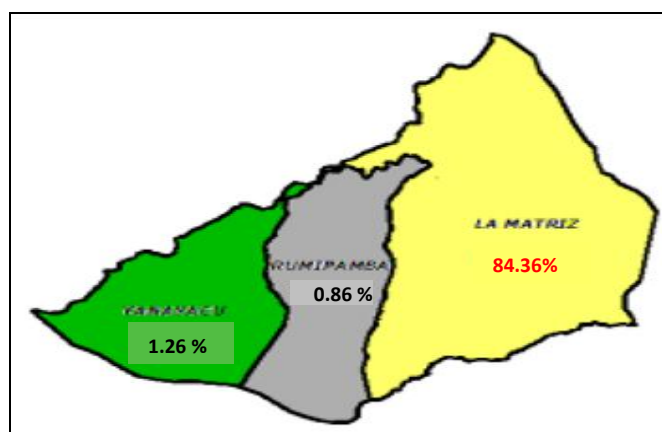 LA MATRIZ
84.36%
RUMIPAMBA
0.86 %
YANAYACU
1.26 %